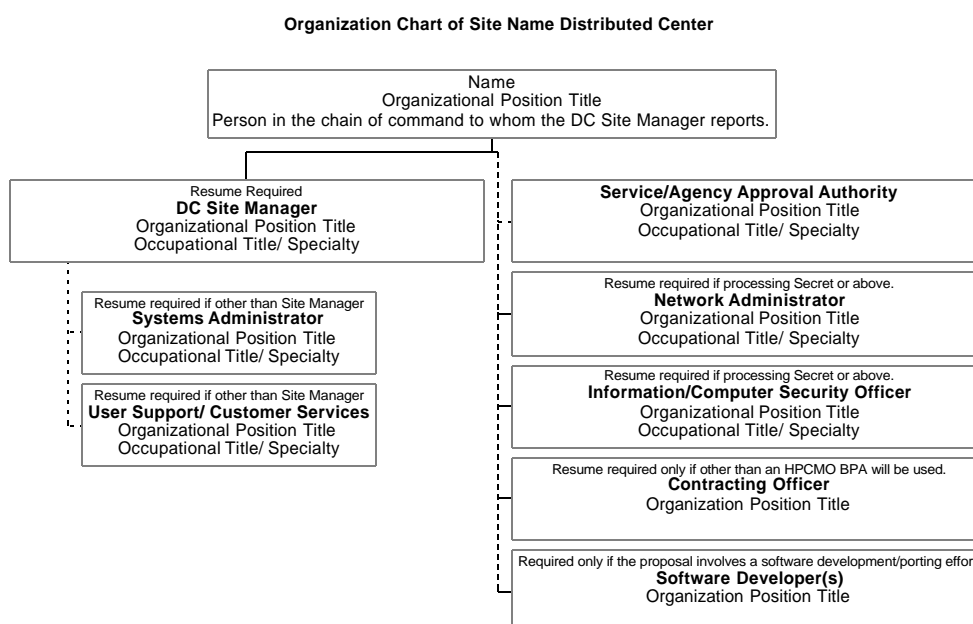 Organization Chart of Site Name Distributed Center
Name
Organizational Position Title
Person in the chain of command to whom the DC Site Manager reports.
Resume Required
DC Site Manager
Organizational Position Title
Occupational Title/ Specialty
Resume required if other than Site Manager
Systems Administrator
Organizational Position Title
Occupational Title/ Specialty
Resume required if other than Site Manager
User Support/ Customer Services
Organizational Position Title
Occupational Title/ Specialty
Service/Agency Approval Authority
Organizational Position Title
Occupational Title/ Specialty
Resume required if processing Secret or above.
Network Administrator
Organizational Position Title
Occupational Title/ Specialty
Resume required if processing Secret or above.
Information/Computer Security Officer
Organizational Position Title
Occupational Title/ Specialty
Resume required only if other than an HPCMO BPA will be used.
Contracting Officer
Organization Position Title
Required only if the proposal involves a software development/porting effor
Software Developer(s)
Organization Position Title